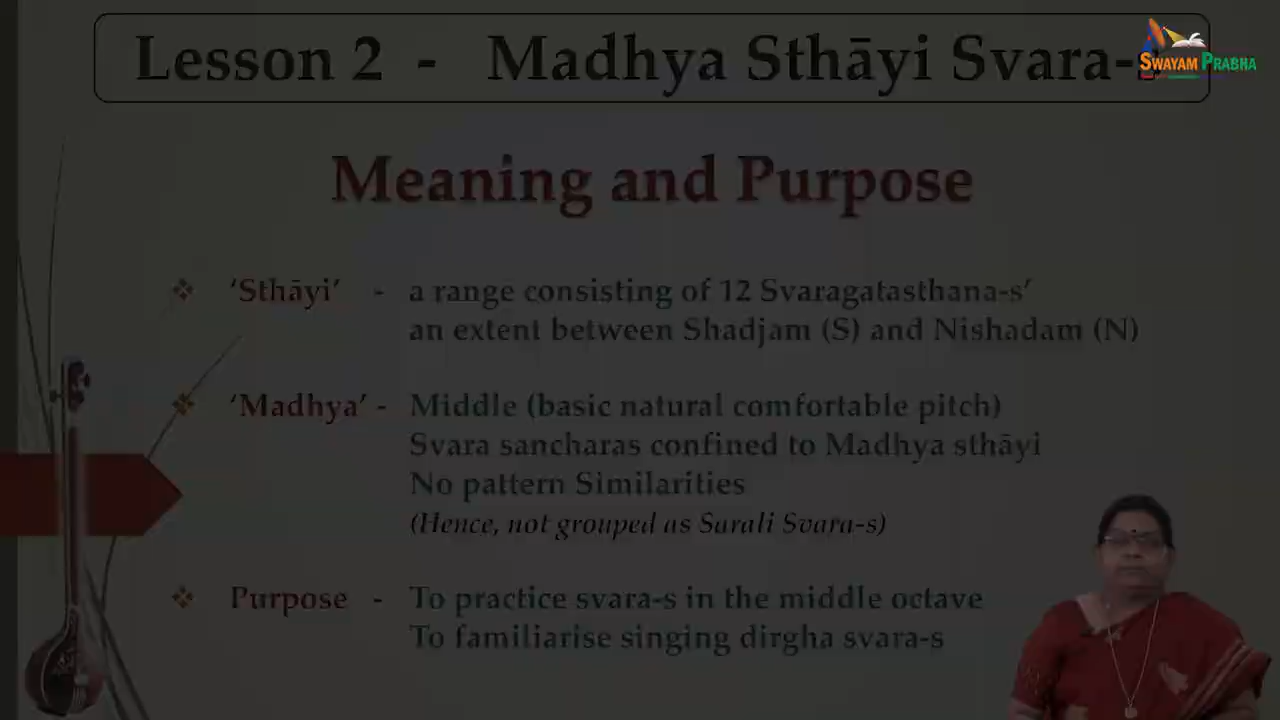 Lesson 2 - Madhya Sthāyi Svara-s
SWAYAM PRABHA
Meaning and Purpose
❖ ‘Sthāyi’ - a range consisting of 12 Svaragatasthana-s’
an extent between Shadjam (S) and Nishadam (N)
❖ ‘Madhya’ - Middle (basic natural comfortable pitch)
Svara sancharas confined to Madhya sthāyi
No pattern Similarities
(Hence, not grouped as Sarali Svara-s)
❖ Purpose - To practice svara-s in the middle octave
To familiarise singing dirgha svara-s